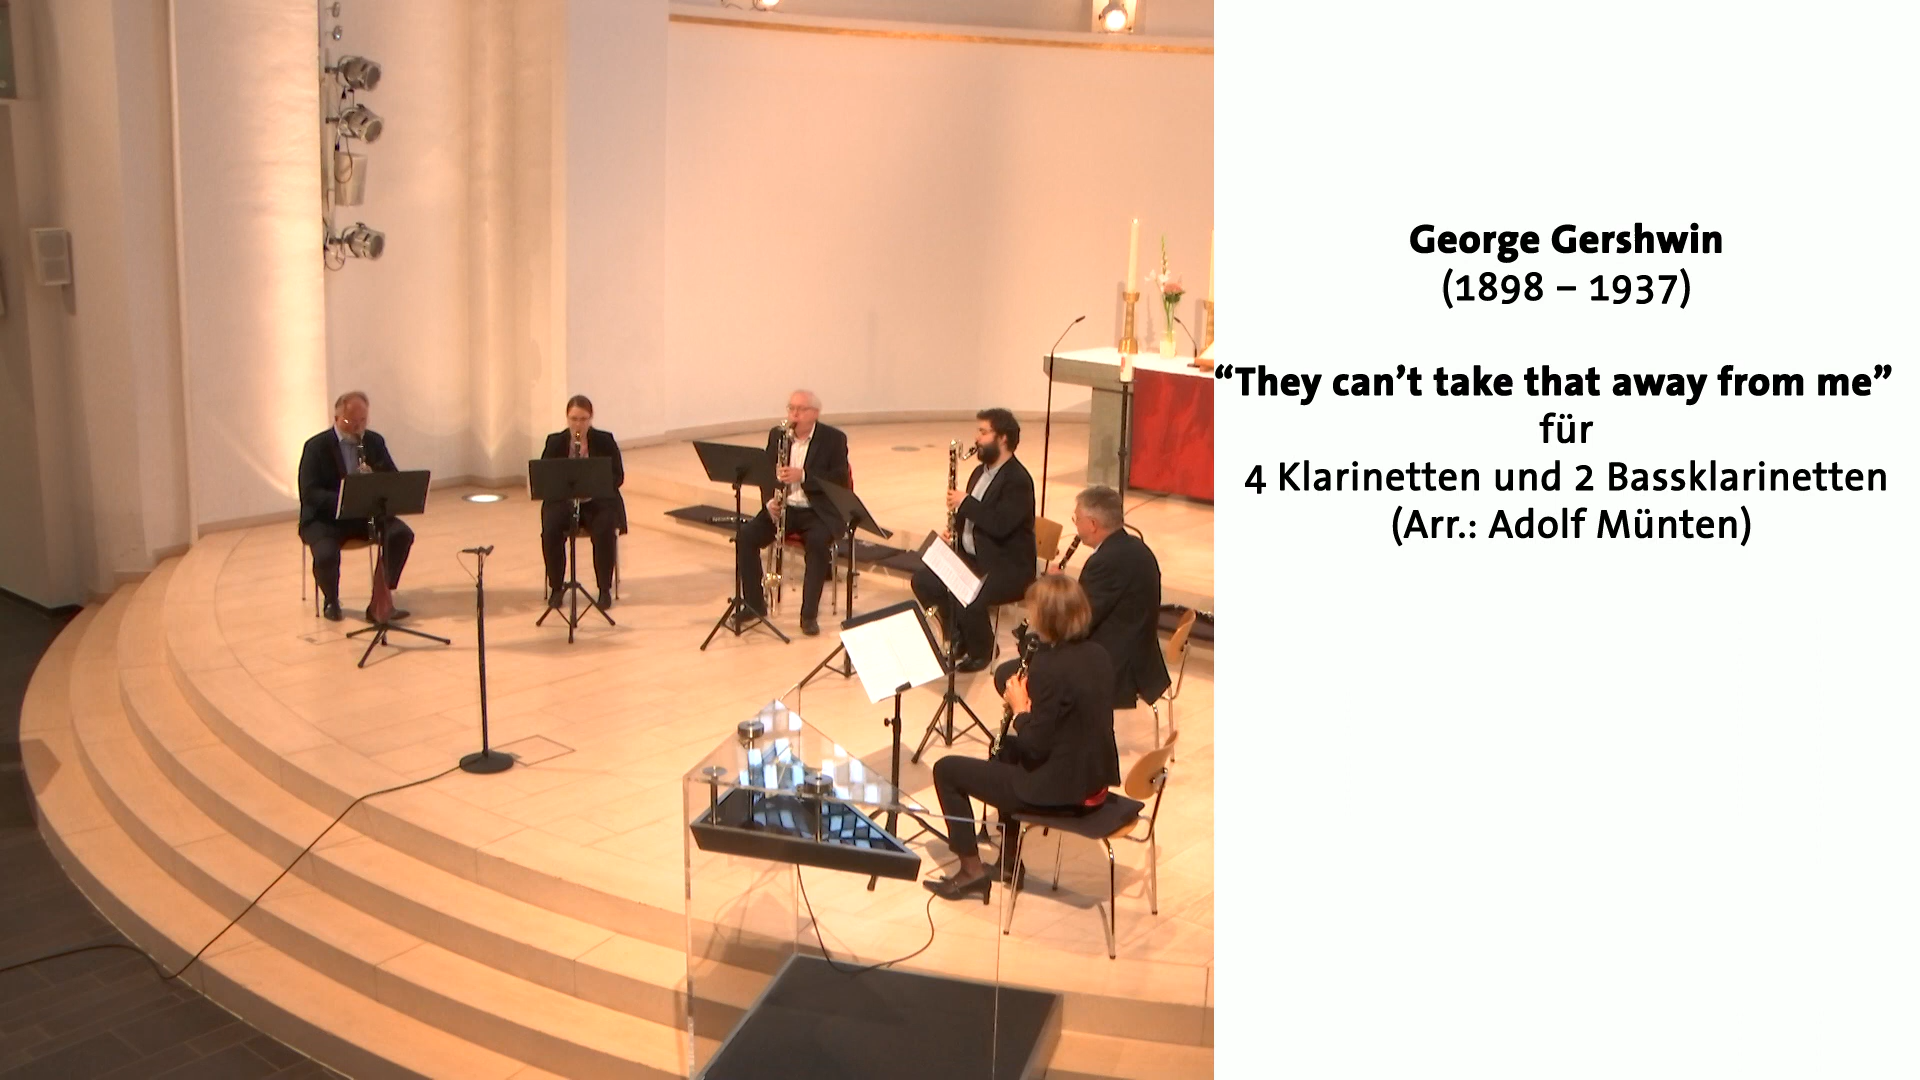 George Gershwin
(1898 – 1937)
“They can’t take that away from me”
für
4 Klarinetten und 2 Bassklarinetten
(Arr.: Adolf Münten)